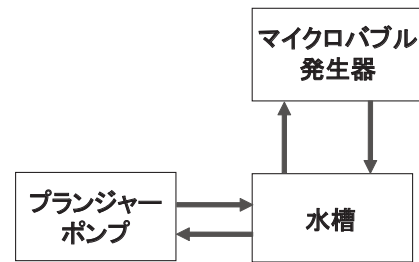 マイクロバブル
発生器
プランジャー
ポンプ
水槽